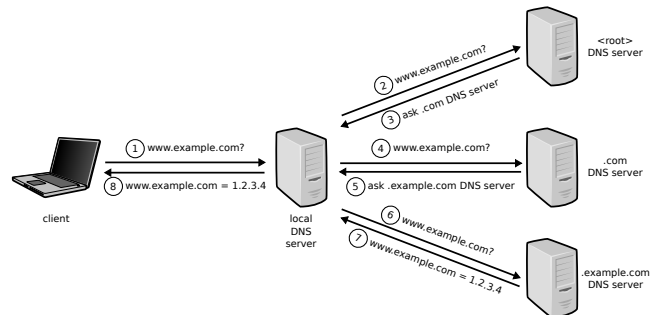 <root>
DNS server
2 www.example.com?
3 ask .com DNS server
1 www.example.com?
8 www.example.com = 1.2.3.4
4 www.example.com?
5 ask .example.com DNS server
.com
DNS server
client
local
DNS
server
6 www.example.com?
7 www.example.com = 1.2.3.4
.example.com
DNS server